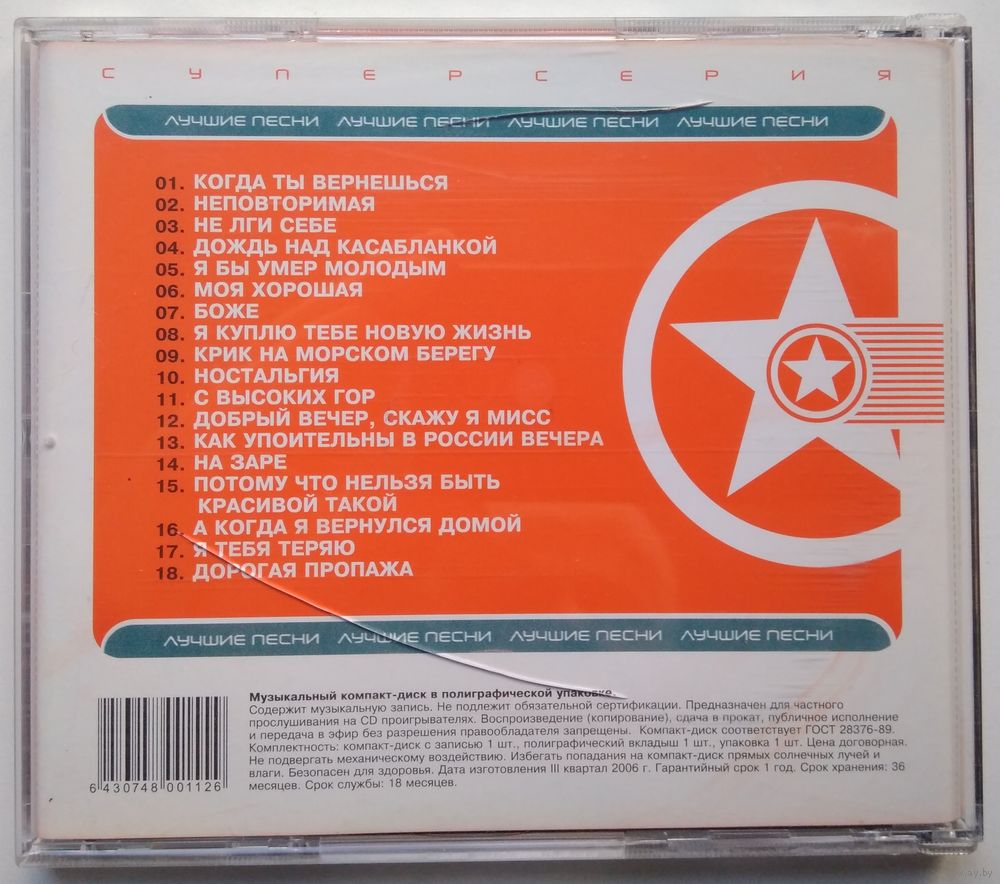 СУПЕРСЕРИЯ
ЛУЧШИЕ ПЕСНИ ЛУЧШИЕ ПЕСНИ ЛУЧШИЕ ПЕСНИ ЛУЧШИЕ ПЕСНИ
01. КОГДА ТЫ ВЕРНЕШЬСЯ
02. НЕПОВТОРИМАЯ
03. НЕ ЛГИ СЕБЕ
04. ДОЖДЬ НАД КАСАБЛАНКОЙ
05. Я БЫ УМЕР МОЛОДЫМ
06. МОЯ ХОРОШАЯ
07. БОЖЕ
08. Я КУПЛЮ ТЕБЕ НОВУЮ ЖИЗНЬ
09. КРИК НА МОРСКОМ БЕРЕГУ
10. НОСТАЛЬГИЯ
11. С ВЫСОКИХ ГОР
12. ДОБРЫЙ ВЕЧЕР, СКАЖУ Я МИСС
13. КАК УПОИТЕЛЬНЫ В РОССИИ ВЕЧЕРА
14. НА ЗАРЕ
15. ПОТОМУ ЧТО НЕЛЬЗЯ БЫТЬ
КРАСИВОЙ ТАКОЙ
16. А КОГДА Я ВЕРНУЛСЯ ДОМОЙ
17. Я ТЕБЯ ТЕРЯЮ
18. ДОРОГАЯ ПРОПАЖА
ЛУЧШИЕ ПЕСНИ ЛУЧШИЕ ПЕСНИ ЛУЧШИЕ ПЕСНИ ЛУЧШИЕ ПЕСНИ
Музыкальный компакт-диск в полиграфической упаковке.
Содержит музыкальную запись. Не подлежит обязательной сертификации. Предназначен для частного
прослушивания на CD проигрывателях. Воспроизведение (копирование), сдача в прокат, публичное исполнение
и передача в эфир без разрешения правообладателя запрещены. Компакт-диск соответствует ГОСТ 28376-89.
Комплектность: компакт-диск с записью 1 шт., полиграфический вкладыш 1 шт., упаковка 1 шт. Цена договорная.
Не подвергать механическому воздействию. Избегать попадания на компакт-диск прямых солнечных лучей и
влаги. Безопасен для здоровья. Дата изготовления III квартал 2006 г. Гарантийный срок 1 год. Срок хранения: 36
месяцев. Срок службы: 18 месяцев.
6 430748 001126